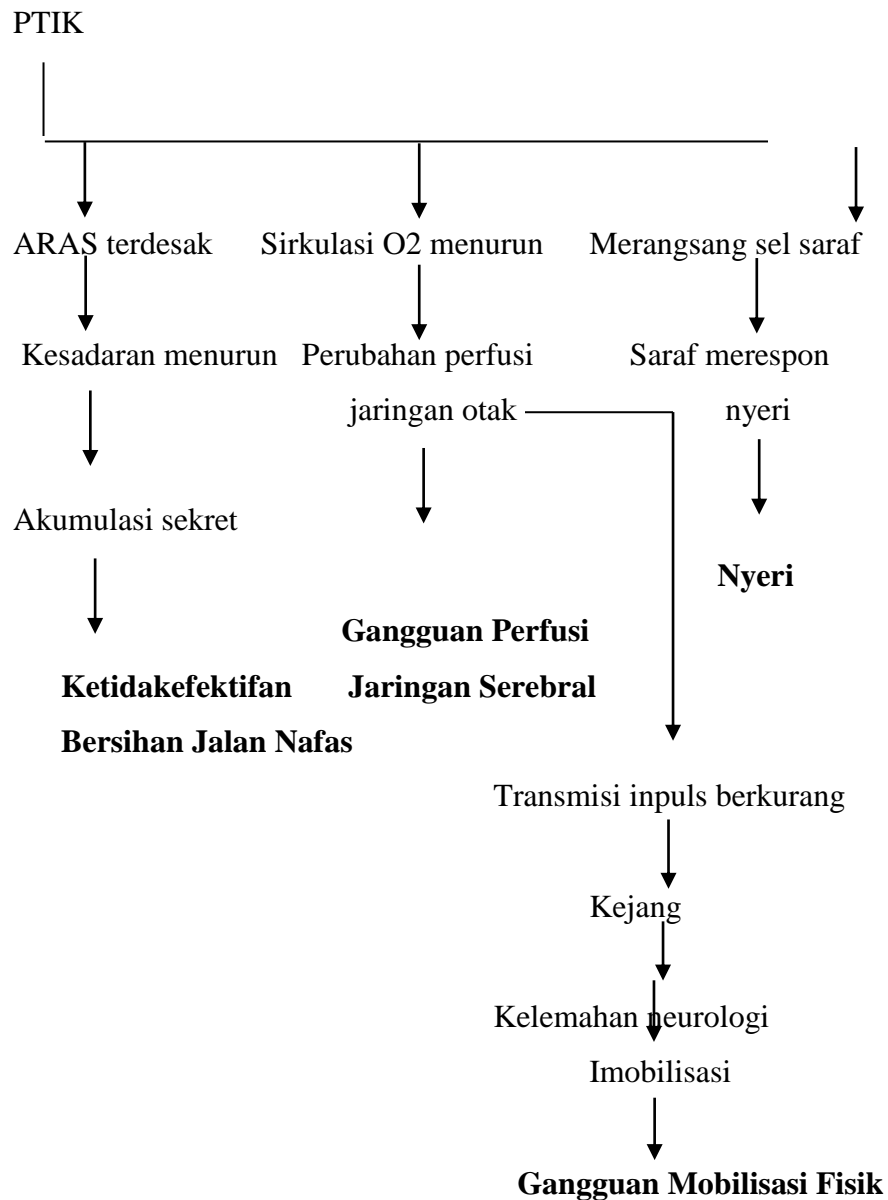 PTIK
ARAS terdesak Sirkulasi O2 menurun Merangsang sel saraf
Kesadaran menurun Perubahan perfusi Saraf merespon
jaringan otak nyeri
Akumulasi sekret
Nyeri
Gangguan Perfusi
Ketidakefektifan Jaringan Serebral
Bersihan Jalan Nafas
Transmisi inpuls berkurang
Kejang
Kelemahan neurologi
Imobilisasi
Gangguan Mobilisasi Fisik